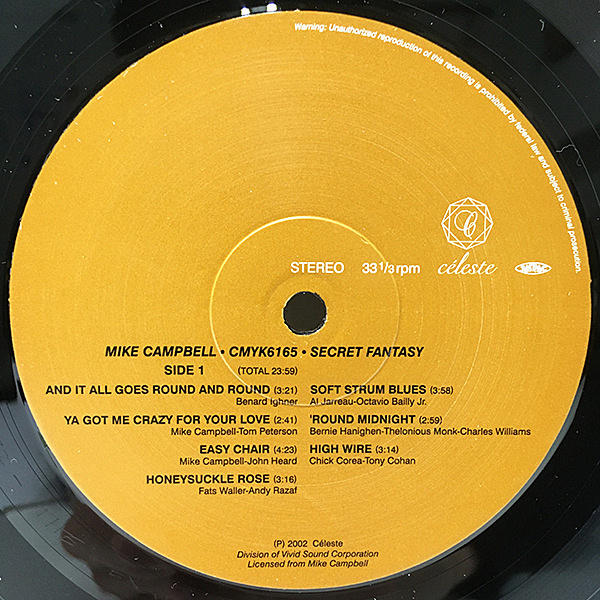 Warning: Unauthorized reproduction of this recording is prohibited by federal law and subject to criminal prosecution.
STEREO 33 1/3 rpm céleste
MIKE CAMPBELL • CMYK6165 • SECRET FANTASY
SIDE 1 (TOTAL 23:59)
AND IT ALL GOES ROUND AND ROUND (3:21)
Benard Ighner
YA GOT ME CRAZY FOR YOUR LOVE (2:41)
Mike Campbell-Tom Peterson
EASY CHAIR (4:23)
Mike Campbell-John Heard
HONEYSUCKLE ROSE (3:16)
Fats Waller-Andy Razaf
SOFT STRUM BLUES (3:58)
Al Jarreau-Octavio Bailly Jr.
'ROUND MIDNIGHT (2:59)
Bernie Hanighen-Thelonious Monk-Charles Williams
HIGH WIRE (3:14)
Chick Corea-Tony Cohan
(P) 2002 Céleste
Division of Vivid Sound Corporation
Licensed from Mike Campbell